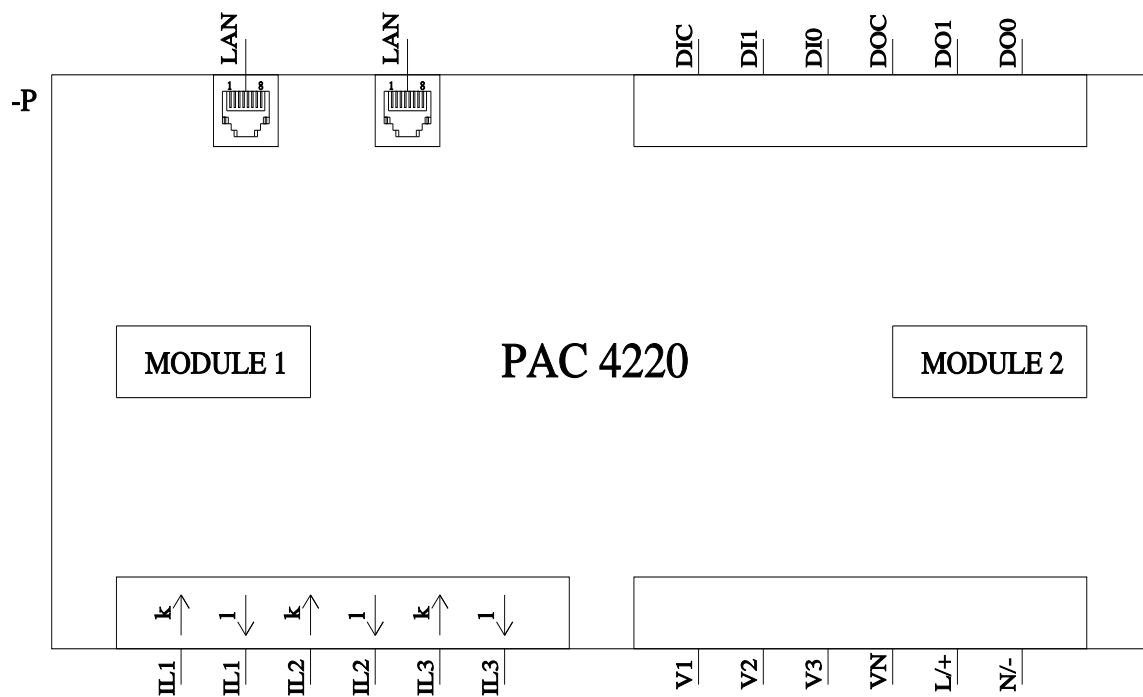 LAN
LAN
DIC
DI1
DI0
DOC
DO1
DO0
-P
1 8
1 8
MODULE 1
PAC 4220
MODULE 2
k
l
k
l
k
l
IL1
IL1
IL2
IL2
IL3
IL3
V1
V2
V3
VN
L/+
N/-